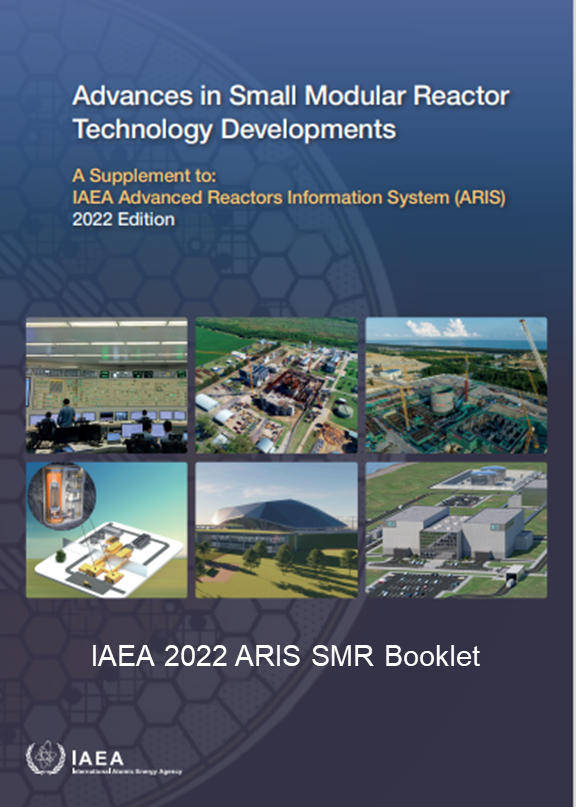 Advances in Small Modular Reactor
Technology Developments
A Supplement to:
IAEA Advanced Reactors Information System (ARIS)
2022 Edition
IAEA 2022 ARIS SMR Booklet
IAEA
International Atomic Energy Agency